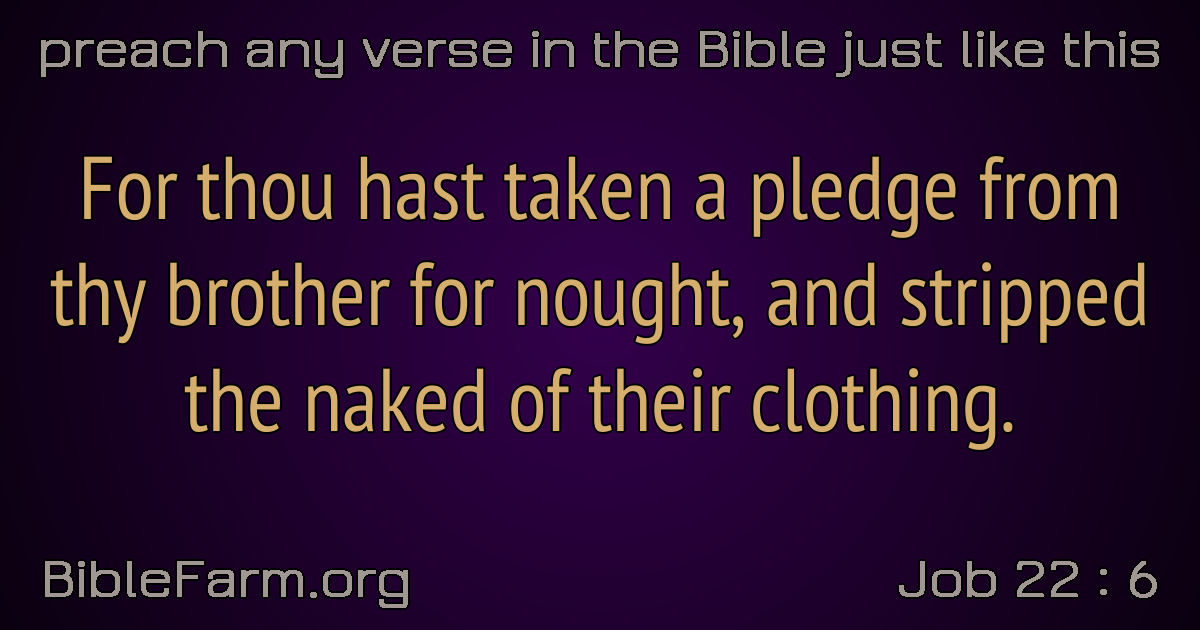 preach any verse in the Bible just like this
For thou hast taken a pledge from
thy brother for nought, and stripped
the naked of their clothing.
BibleFarm.org
Job 22 : 6